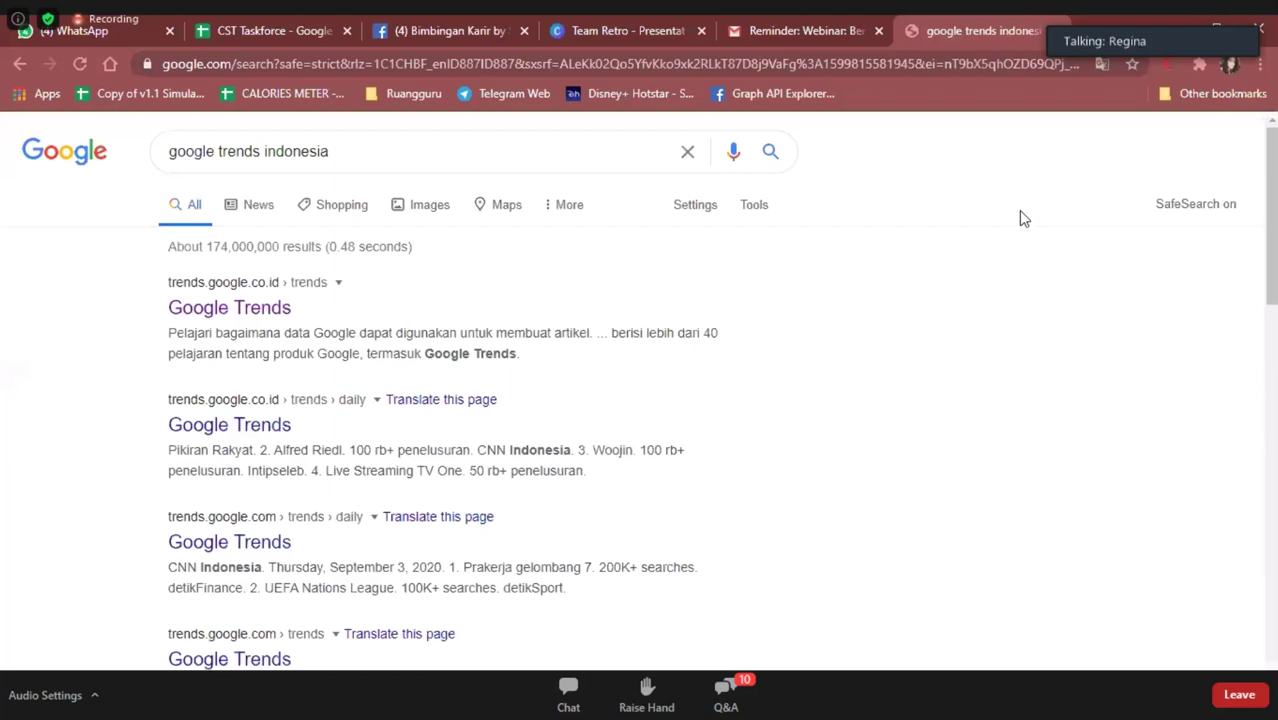 Recording
(4) WhatsApp
CST Taskforce - Google
(4) Bimbingan Karir by
Team Retro - Presentat
Reminder: Webinar: Ber
google trends indones
Talking: Regina
google.com/search?safe=strict&rlz=1C1CHBF_enID887ID887&sxsrf=ALeKk02Qo5YfvKko9xk2RLkT87D8j9VaFg%3A1599815581945&ei=nT9bX5qhOZD69QPj_...
Apps
Copy of v1.1 Simula...
CALORIES METER -...
Ruangguru
Telegram Web
Disney+ Hotstar - S...
Graph API Explorer...
Other bookmarks
Google
google trends indonesia
All
News
Shopping
Images
Maps
More
Settings
Tools
SafeSearch on
About 174,000,000 results (0.48 seconds)
trends.google.co.id › trends
Google Trends
Pelajari bagaimana data Google dapat digunakan untuk membuat artikel. ... berisi lebih dari 40
pelajaran tentang produk Google, termasuk Google Trends.
trends.google.co.id › trends › daily Translate this page
Google Trends
Pikiran Rakyat. 2. Alfred Riedl. 100 rb+ penelusuran. CNN Indonesia. 3. Woojin. 100 rb+
penelusuran. Intipseleb. 4. Live Streaming TV One. 50 rb+ penelusuran.
trends.google.com › trends › daily Translate this page
Google Trends
CNN Indonesia. Thursday, September 3, 2020. 1. Prakerja gelombang 7. 200K+ searches.
detikFinance. 2. UEFA Nations League. 100K+ searches. detikSport.
trends.google.com › trends Translate this page
Google Trends
Audio Settings
Chat
Raise Hand
Q&A
10
Leave